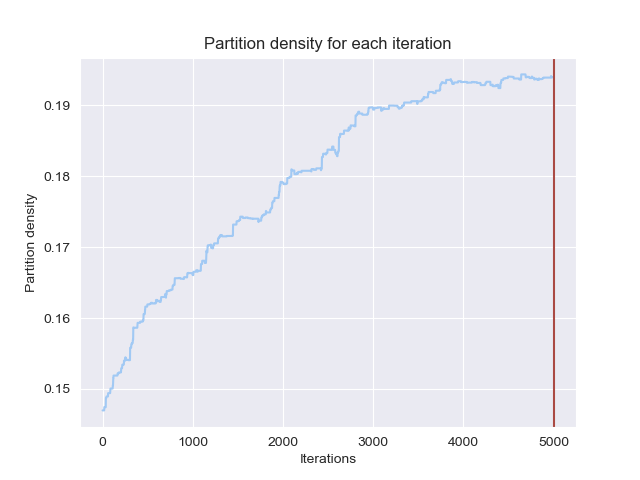 Partition density for each iteration
Partition density
0.19
0.18
0.17
0.16
0.15
0 1000 2000 3000 4000 5000
Iterations